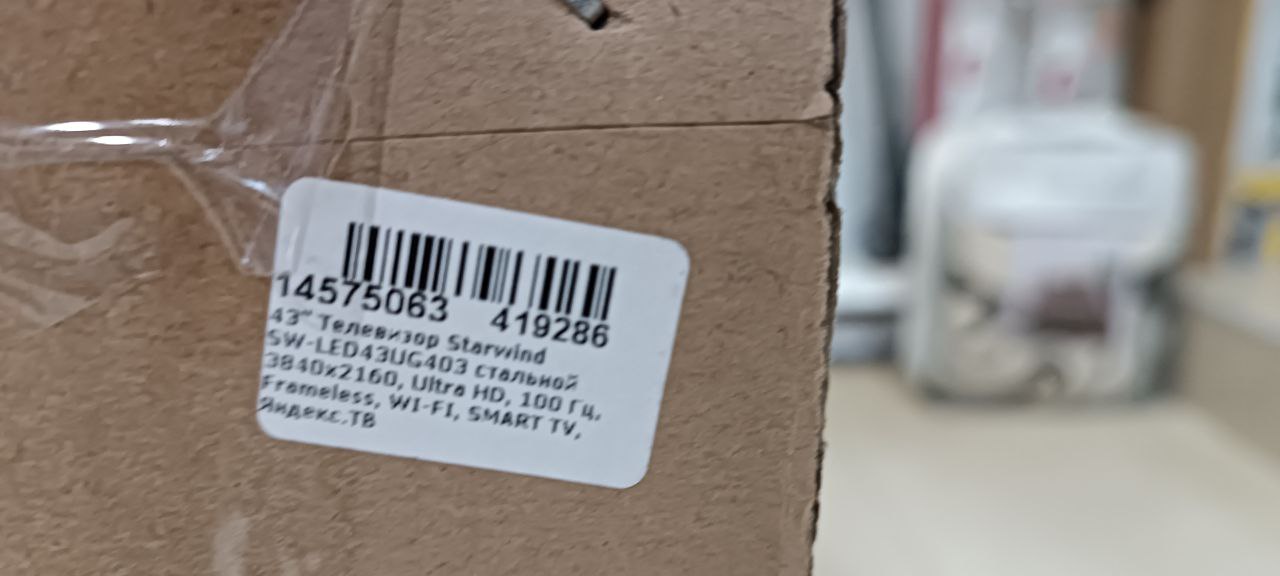 14575063 419286
43" Телевизор Starwind
SW-LED43UG403 стальной
3840x2160, Ultra HD, 100 Гц,
Frameless, WI-FI, SMART TV,
Яндекс.ТВ